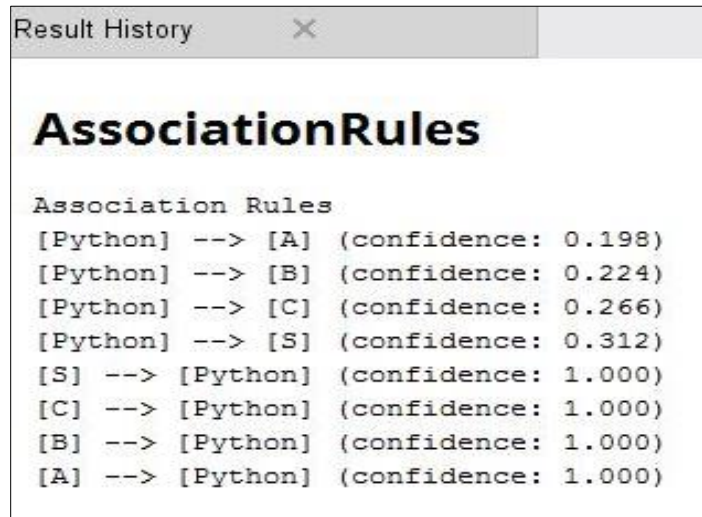 Result History
AssociationRules
Association Rules
[Python] --> [A] (confidence: 0.198)
[Python] --> [B] (confidence: 0.224)
[Python] --> [C] (confidence: 0.266)
[Python] --> [S] (confidence: 0.312)
[S] --> [Python] (confidence: 1.000)
[C] --> [Python] (confidence: 1.000)
[B] --> [Python] (confidence: 1.000)
[A] --> [Python] (confidence: 1.000)